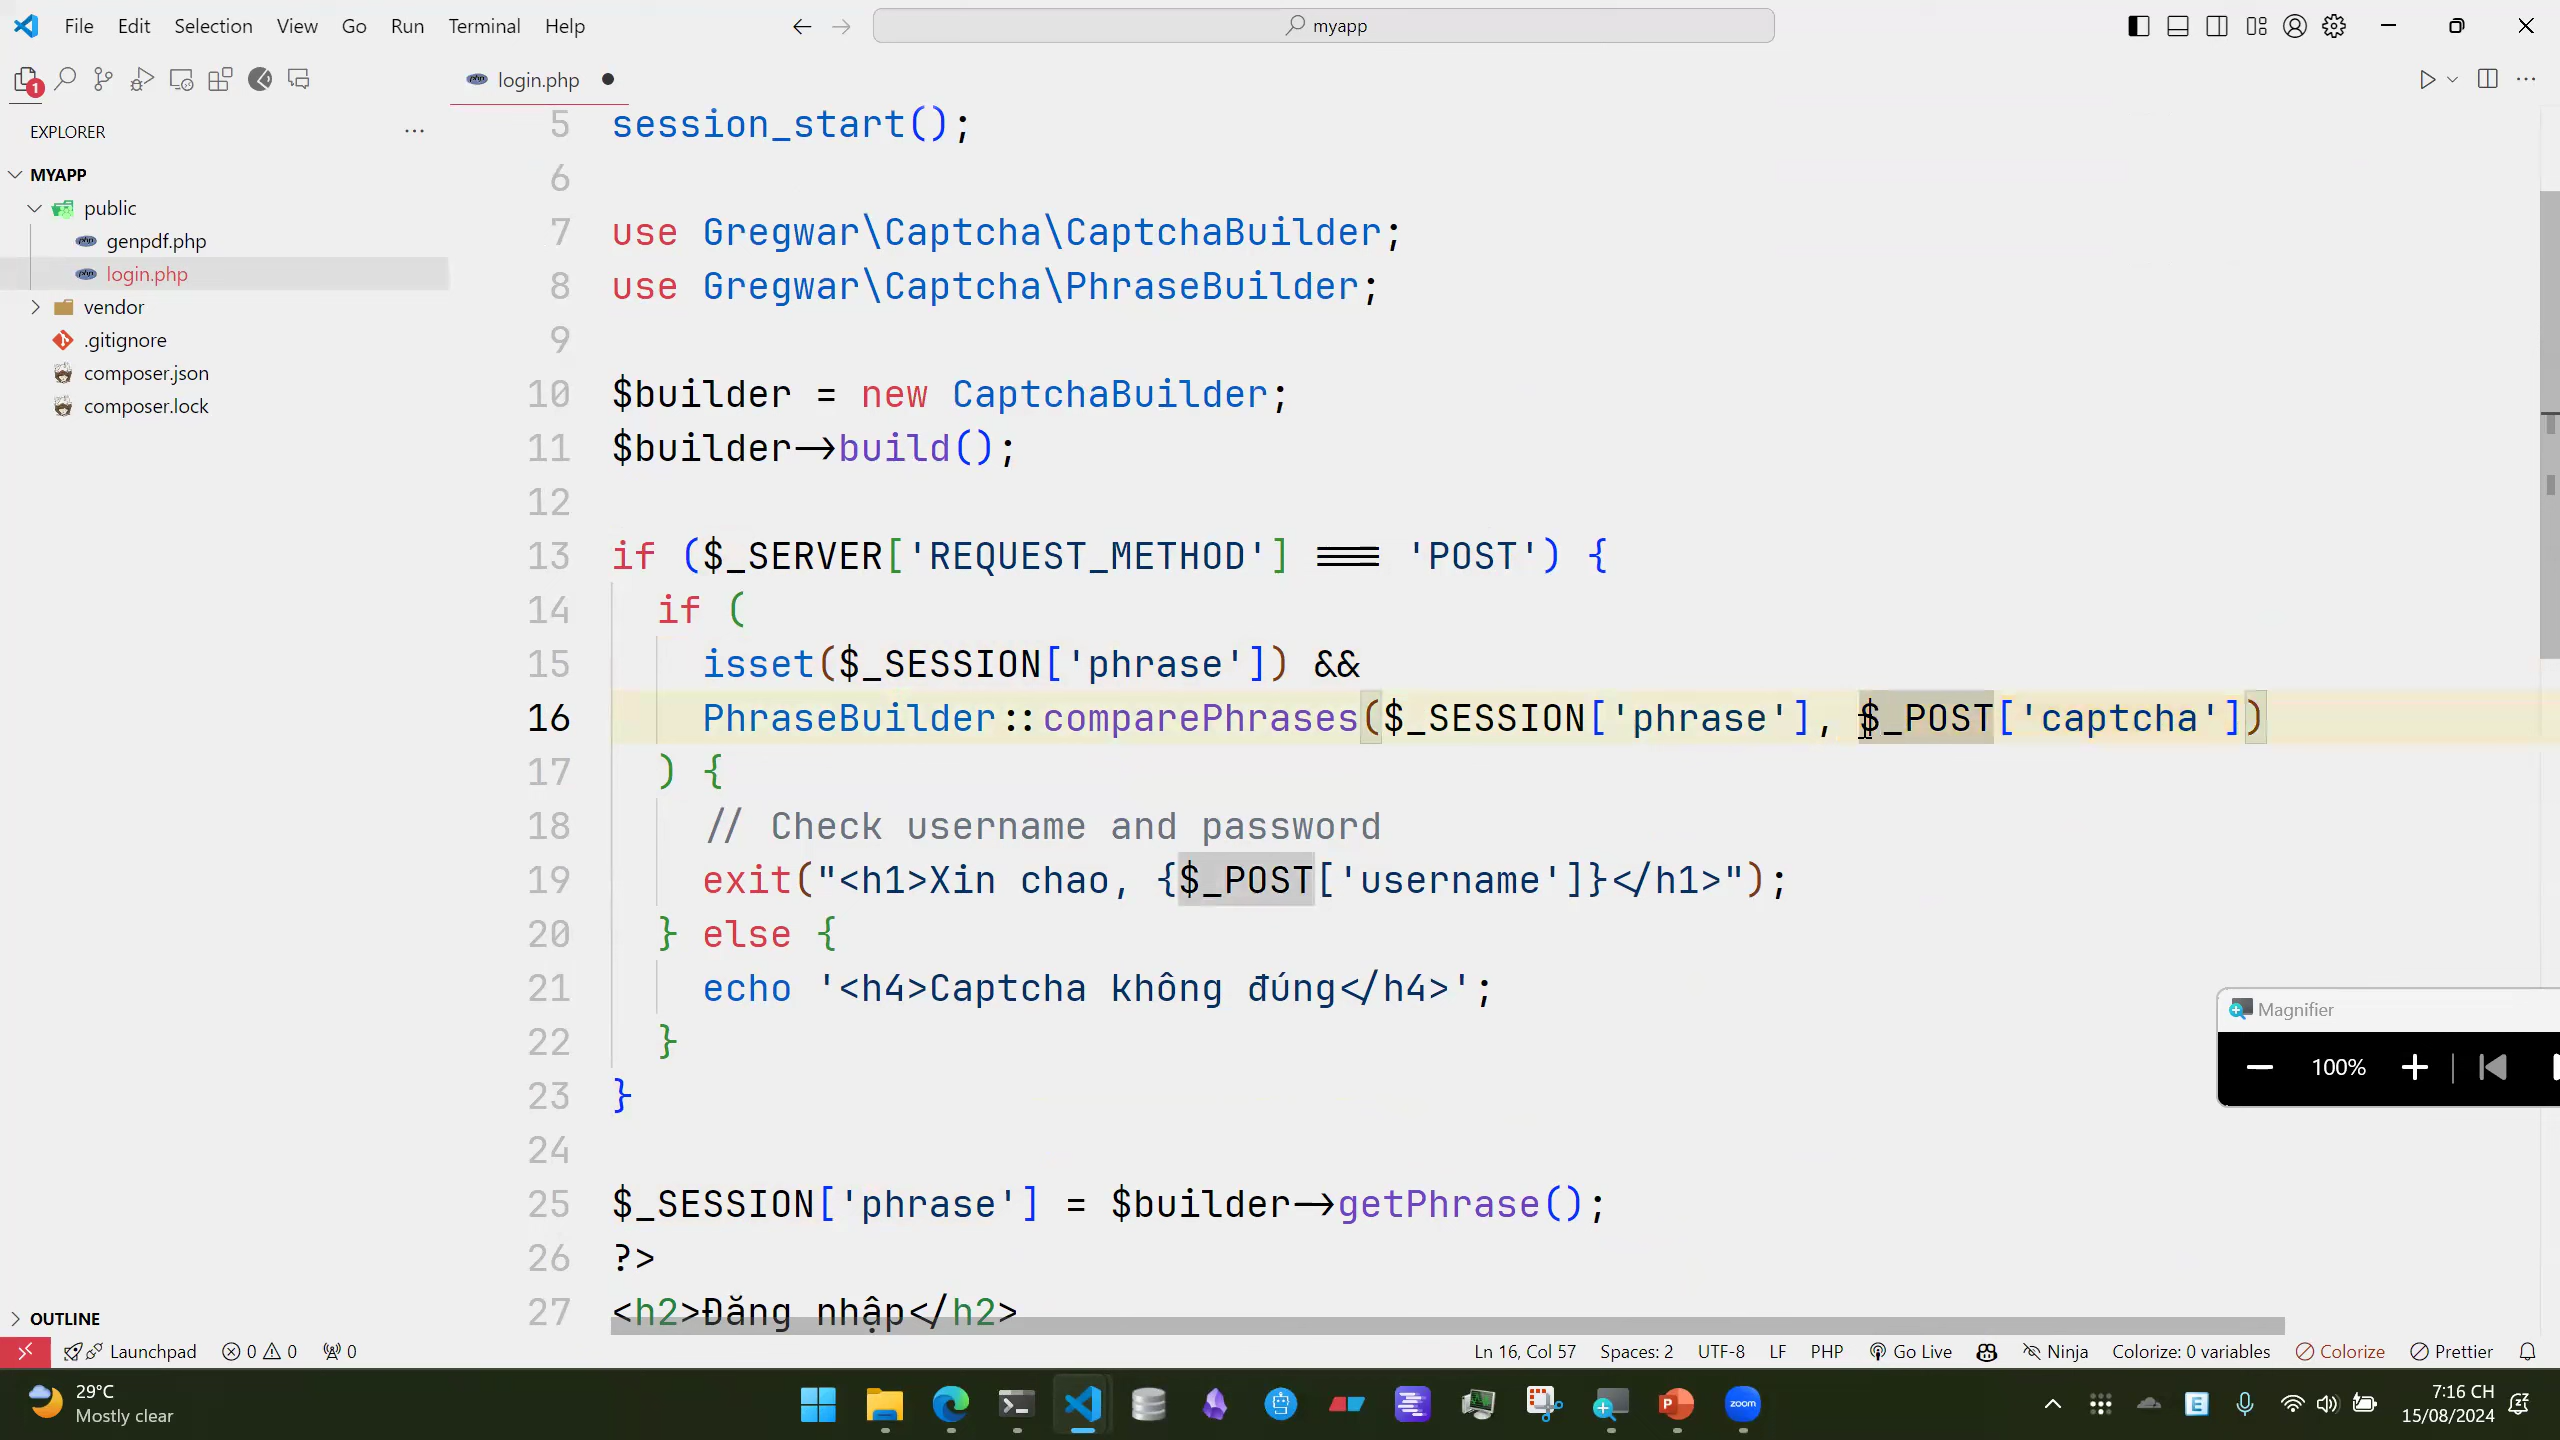 File Edit Selection View Go Run Terminal Help
myapp
1
login.php
EXPLORER
MYAPP
public
genpdf.php
login.php
vendor
.gitignore
composer.json
composer.lock
5 session_start();
6
7 use Gregwar\Captcha\CaptchaBuilder;
8 use Gregwar\Captcha\PhraseBuilder;
9
10 $builder = new CaptchaBuilder;
11 $builder->build();
12
13 if ($_SERVER['REQUEST_METHOD'] === 'POST') {
14 if (
15 isset($_SESSION['phrase']) &&
16 PhraseBuilder::comparePhrases($_SESSION['phrase'], $_POST['captcha'])
17 ) {
18 // Check username and password
19 exit("<h1>Xin chao, {$_POST['username']}</h1>");
20 } else {
21 echo '<h4>Captcha không đúng</h4>';
22 }
23 }
24
25 $_SESSION['phrase'] = $builder->getPhrase();
26 ?>
27 <h2>Đăng nhập</h2>
Magnifier
100%
OUTLINE
Launchpad 0 0 0 Ln 16, Col 57 Spaces: 2 UTF-8 LF PHP Go Live Ninja Colorize: 0 variables Colorize Prettier
29°C
Mostly clear
zoom
7:16 CH
15/08/2024